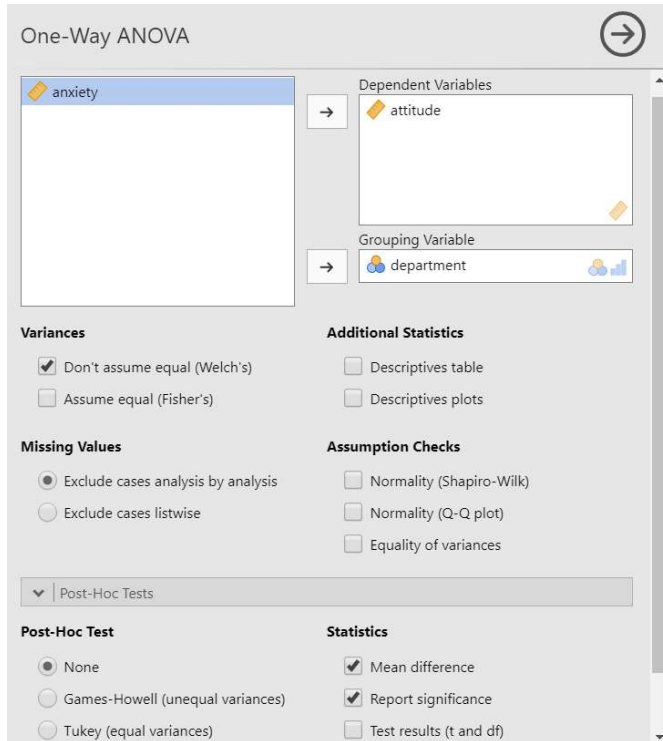 One-Way ANOVA
anxiety
Dependent Variables
attitude
Grouping Variable
department
Variances
Don't assume equal (Welch's)
Assume equal (Fisher's)
Additional Statistics
Descriptives table
Descriptives plots
Missing Values
Exclude cases analysis by analysis
Exclude cases listwise
Assumption Checks
Normality (Shapiro-Wilk)
Normality (Q-Q plot)
Equality of variances
Post-Hoc Tests
Post-Hoc Test
None
Games-Howell (unequal variances)
Tukey (equal variances)
Statistics
Mean difference
Report significance
Test results (t and df)